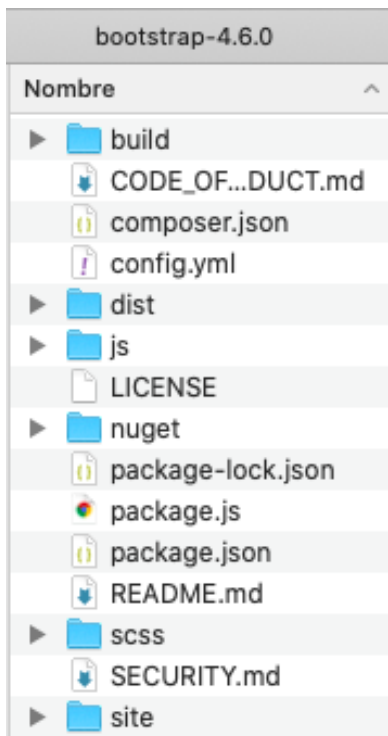 bootstrap-4.6.0
Nombre
build
CODE_OF...DUCT.md
composer.json
config.yml
dist
js
LICENSE
nuget
package-lock.json
package.js
package.json
README.md
scss
SECURITY.md
site